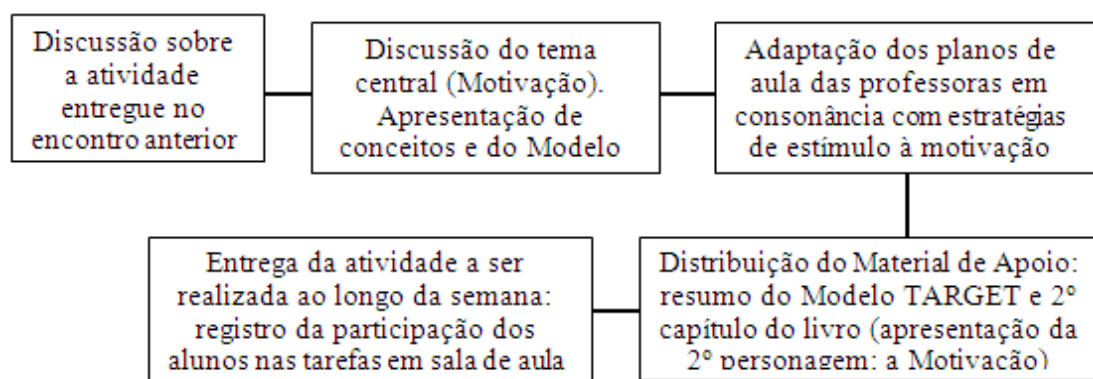 Discussão sobre
a atividade
entregue no
encontro anterior
Discussão do tema
central (Motivação).
Apresentação de
conceitos e do Modelo
Adaptação dos planos de
aula das professoras em
consonância com estratégias
de estímulo à motivação
Distribuição do Material de Apoio:
resumo do Modelo TARGET e 2º
capítulo do livro (apresentação da
2º personagem: a Motivação)
Entrega da atividade a ser
realizada ao longo da semana:
registro da participação dos
alunos nas tarefas em sala de aula